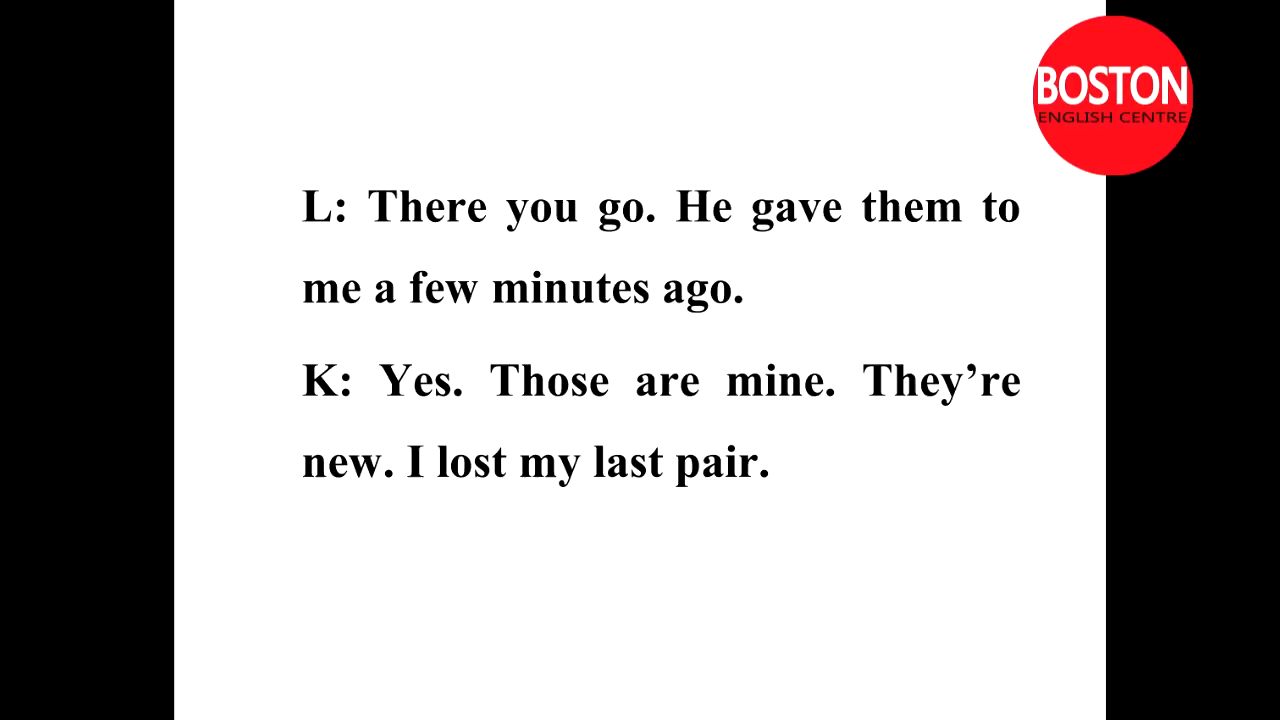 BOSTON
ENGLISH CENTRE
L: There you go. He gave them to
me a few minutes ago.
K: Yes. Those are mine. They’re
new. I lost my last pair.